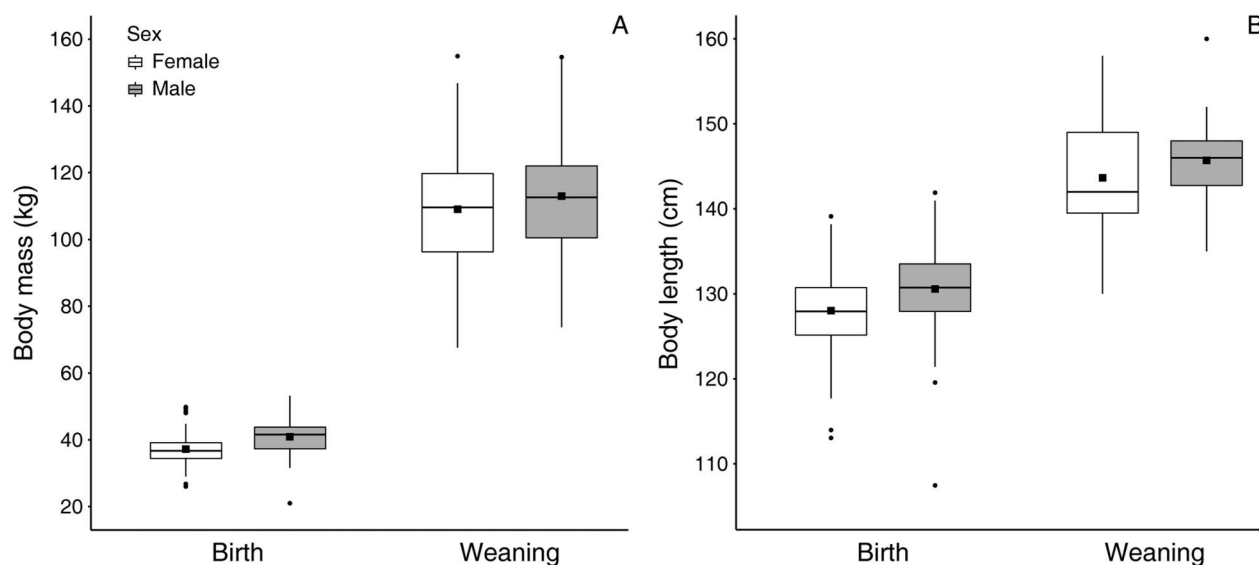 A
Sex
Female
Male
160
140
120
100
80
60
40
20
Body mass (kg)
Birth Weaning
B
160
150
140
130
120
110
Body length (cm)
Birth Weaning